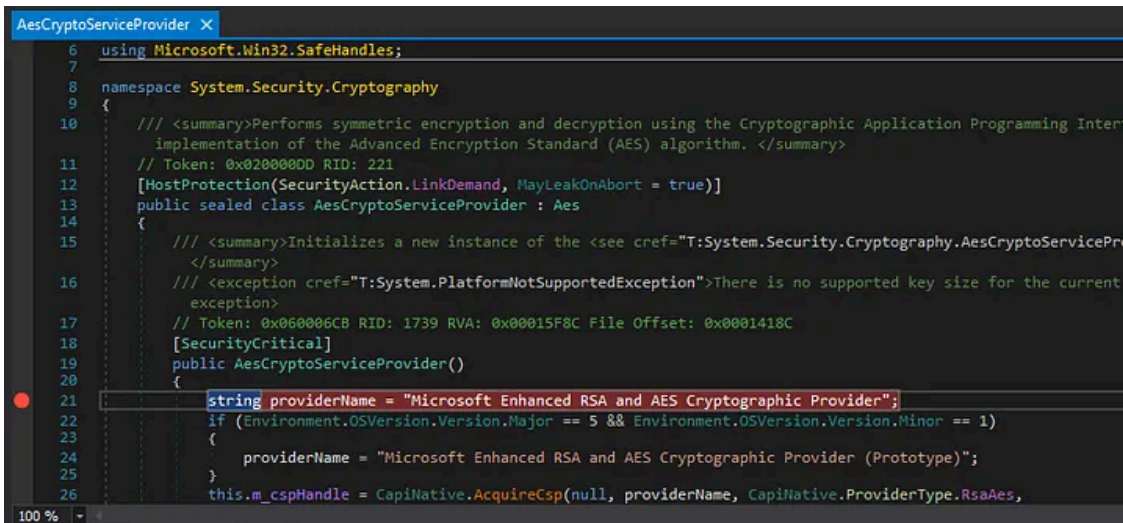 AesCryptoServiceProvider ×
6 using Microsoft.Win32.SafeHandles;
7
8 namespace System.Security.Cryptography
9 {
10 /// <summary>Performs symmetric encryption and decryption using the Cryptographic Application Programming Inter
implementation of the Advanced Encryption Standard (AES) algorithm. </summary>
11 // Token: 0x020000DD RID: 221
12 [HostProtection(SecurityAction.LinkDemand, MayLeakOnAbort = true)]
13 public sealed class AesCryptoServiceProvider : Aes
14 {
15 /// <summary>Initializes a new instance of the <see cref="T:System.Security.Cryptography.AesCryptoServicePr
</summary>
16 /// <exception cref="T:System.PlatformNotSupportedException">There is no supported key size for the current
exception>
17 // Token: 0x060006CB RID: 1739 RVA: 0x00015F8C File Offset: 0x0001418C
18 [SecurityCritical]
19 public AesCryptoServiceProvider()
20 {
21 string providerName = "Microsoft Enhanced RSA and AES Cryptographic Provider";
22 if (Environment.OSVersion.Version.Major == 5 && Environment.OSVersion.Version.Minor == 1)
23 {
24 providerName = "Microsoft Enhanced RSA and AES Cryptographic Provider (Prototype)";
25 }
26 this.m_cspHandle = CapiNative.AcquireCsp(null, providerName, CapiNative.ProviderType.RsaAes,
100 %